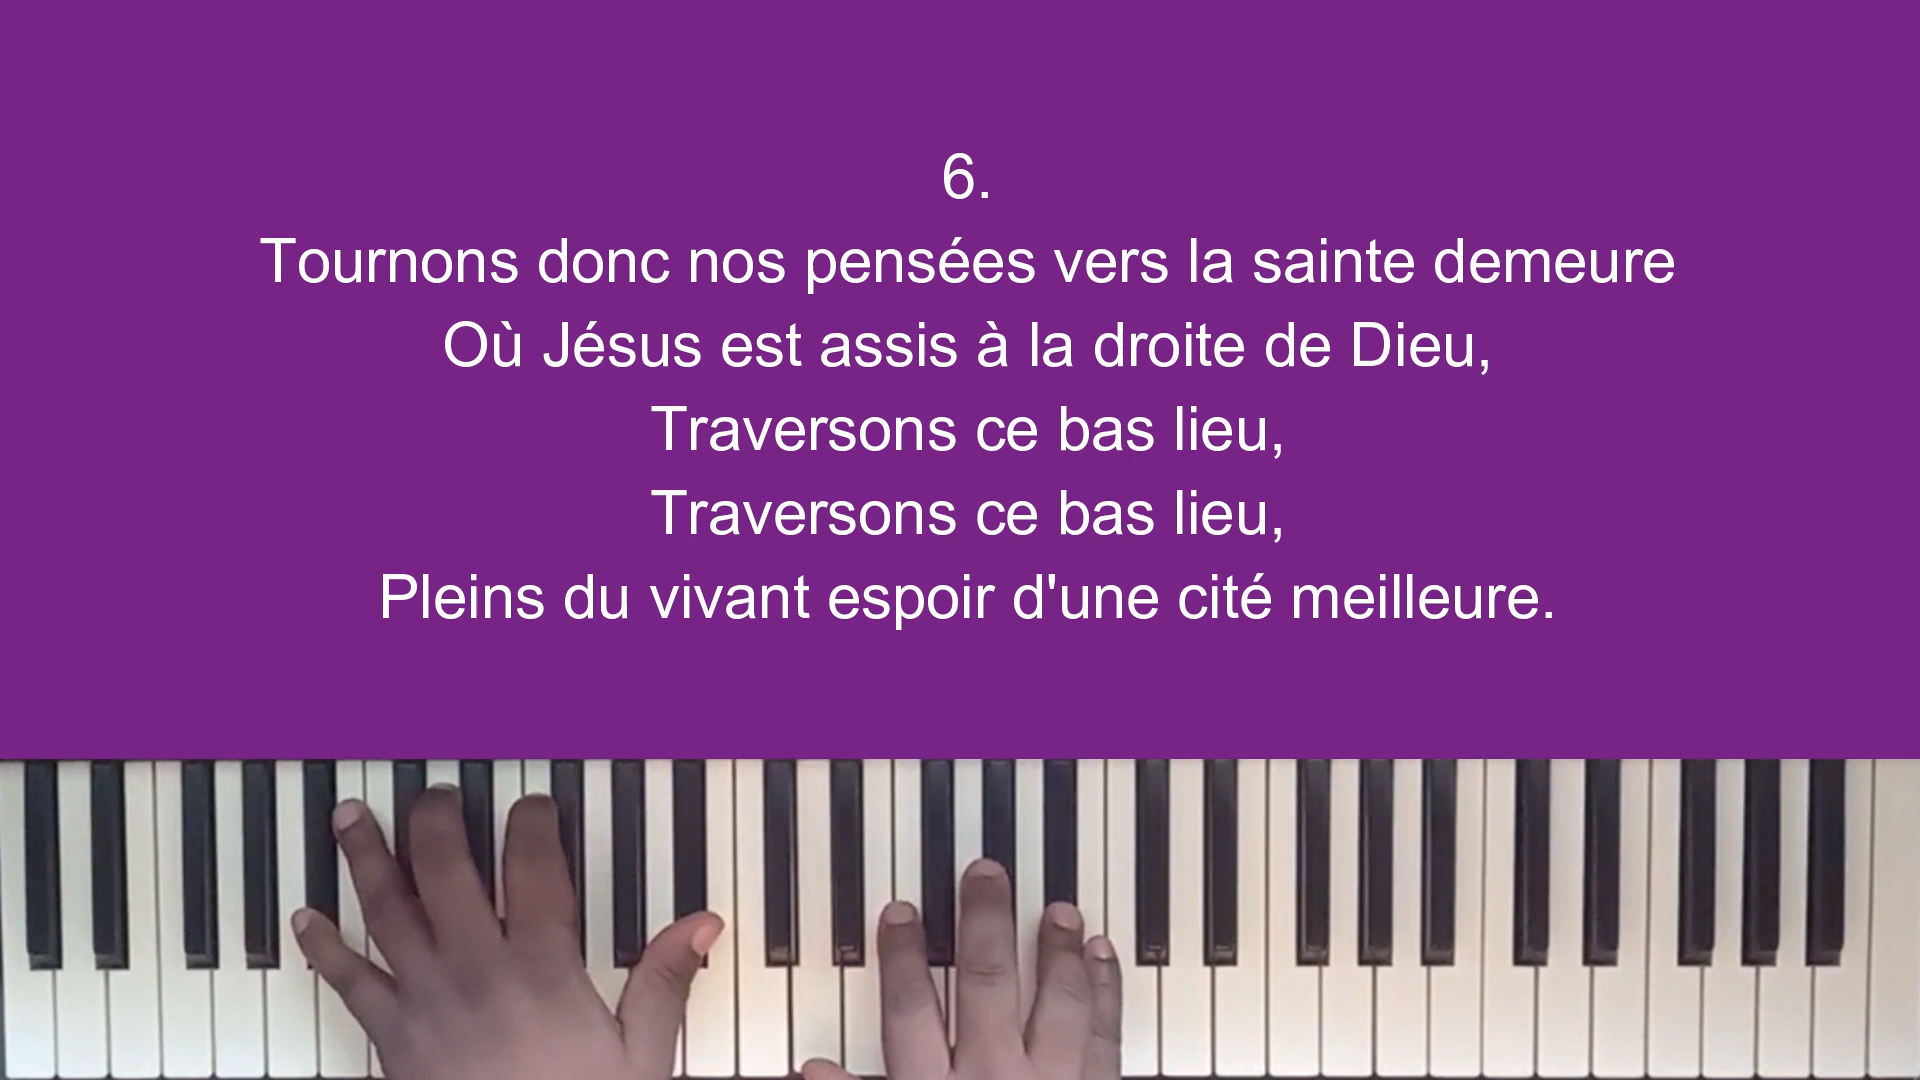 6.
Tournons donc nos pensées vers la sainte demeure
Où Jésus est assis à la droite de Dieu,
Traversons ce bas lieu,
Traversons ce bas lieu,
Pleins du vivant espoir d'une cité meilleure.